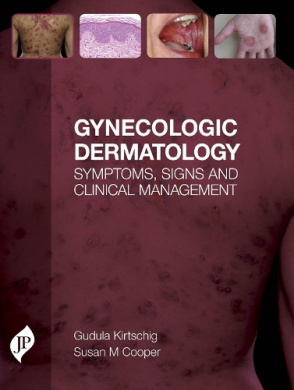 GYNECOLOGIC
DERMATOLOGY
SYMPTOMS, SIGNS AND
CLINICAL MANAGEMENT
Gudula Kirtschig
Susan M Cooper
JP